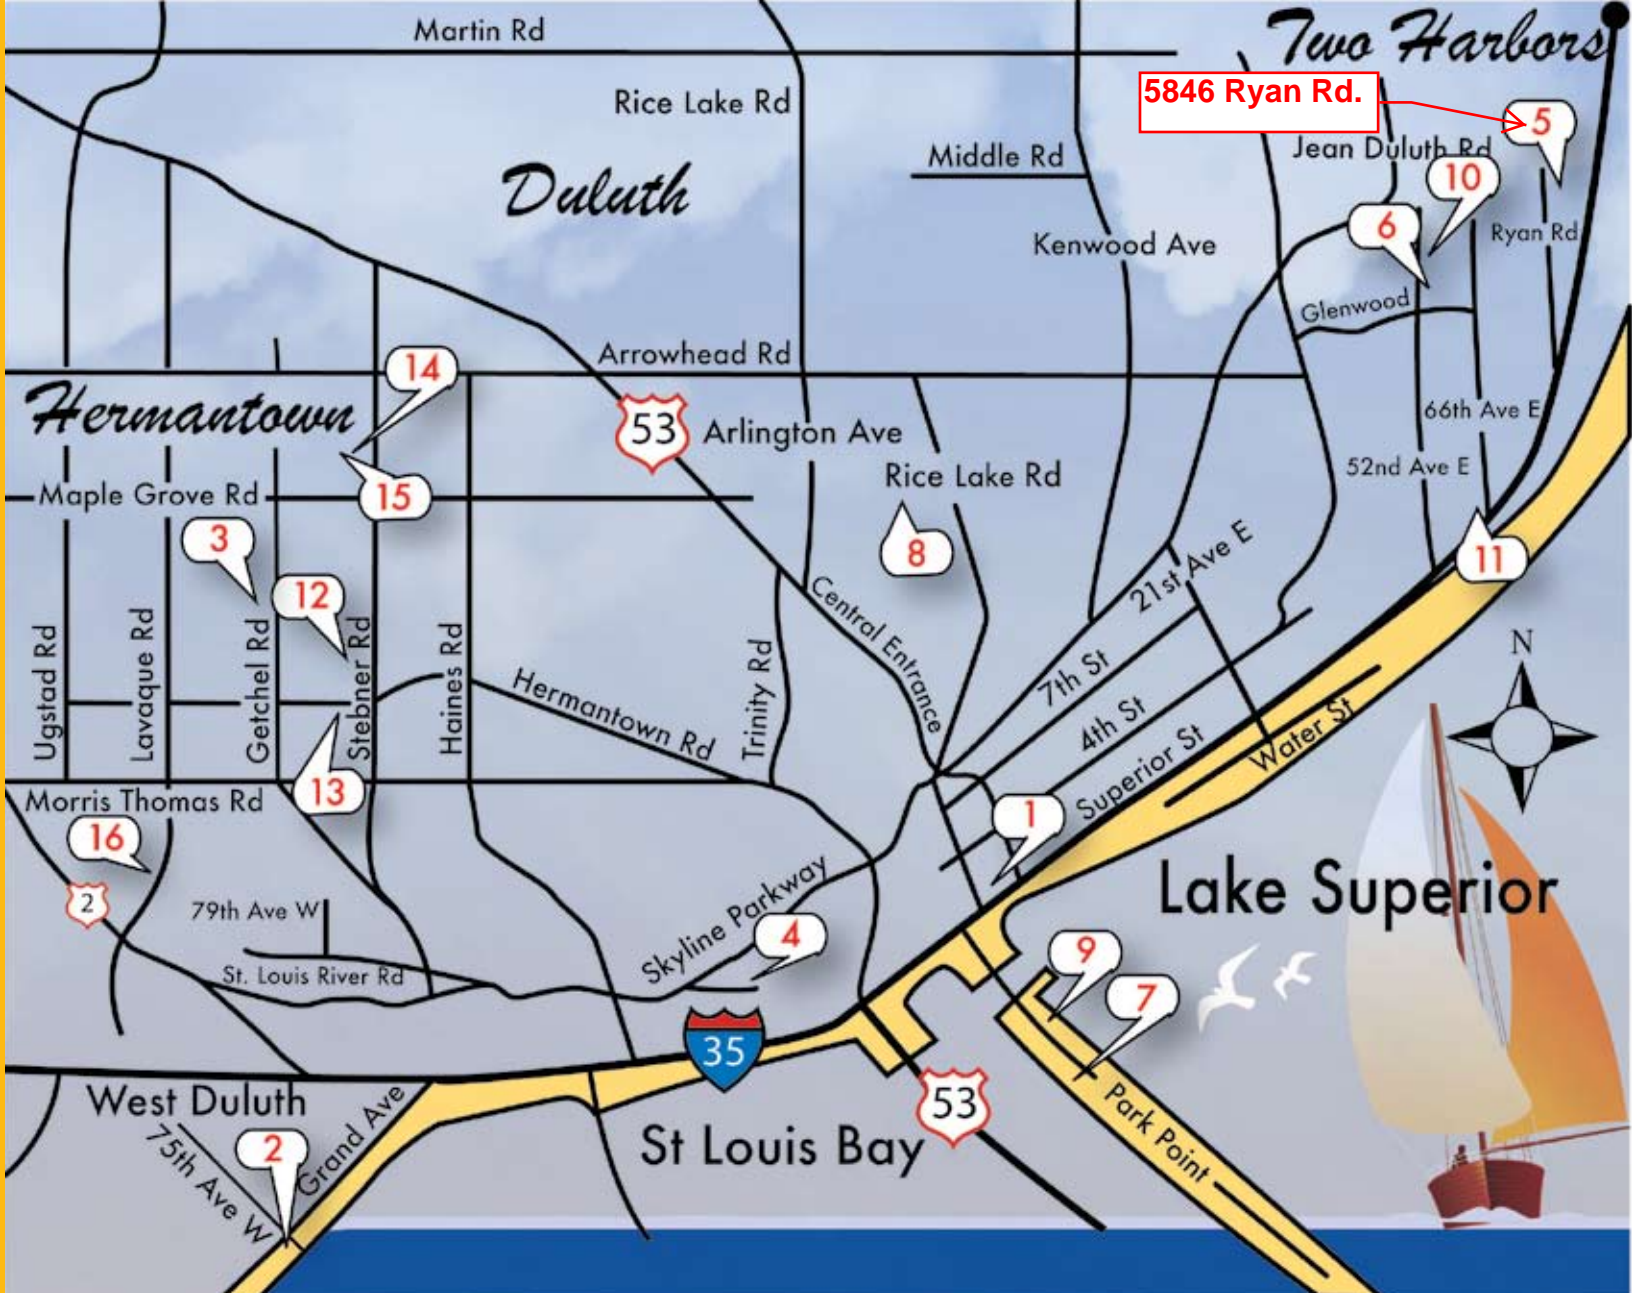 Martin Rd
Two Harbors
5846 Ryan Rd.
Rice Lake Rd
5
Jean Duluth Rd
Middle Rd
Duluth
10
6
Ryan Rd
Kenwood Ave
Glenwood
Arrowhead Rd
14
Hermantown
66th Ave E
53
Arlington Ave
52nd Ave E
Rice Lake Rd
Maple Grove Rd
15
3
8
11
21st Ave E
12
Central Entrance
Ugstad Rd
Lavaque Rd
Getchel Rd
Stebner Rd
Haines Rd
Trinity Rd
N
7th St
Hermantown Rd
4th St
Superior St
Water St
13
Morris Thomas Rd
1
16
Lake Superior
2
79th Ave W
Skyline Parkway
4
9
St. Louis River Rd
7
35
West Duluth
53
Grand Ave
Park Point
75th Ave W
2
St Louis Bay